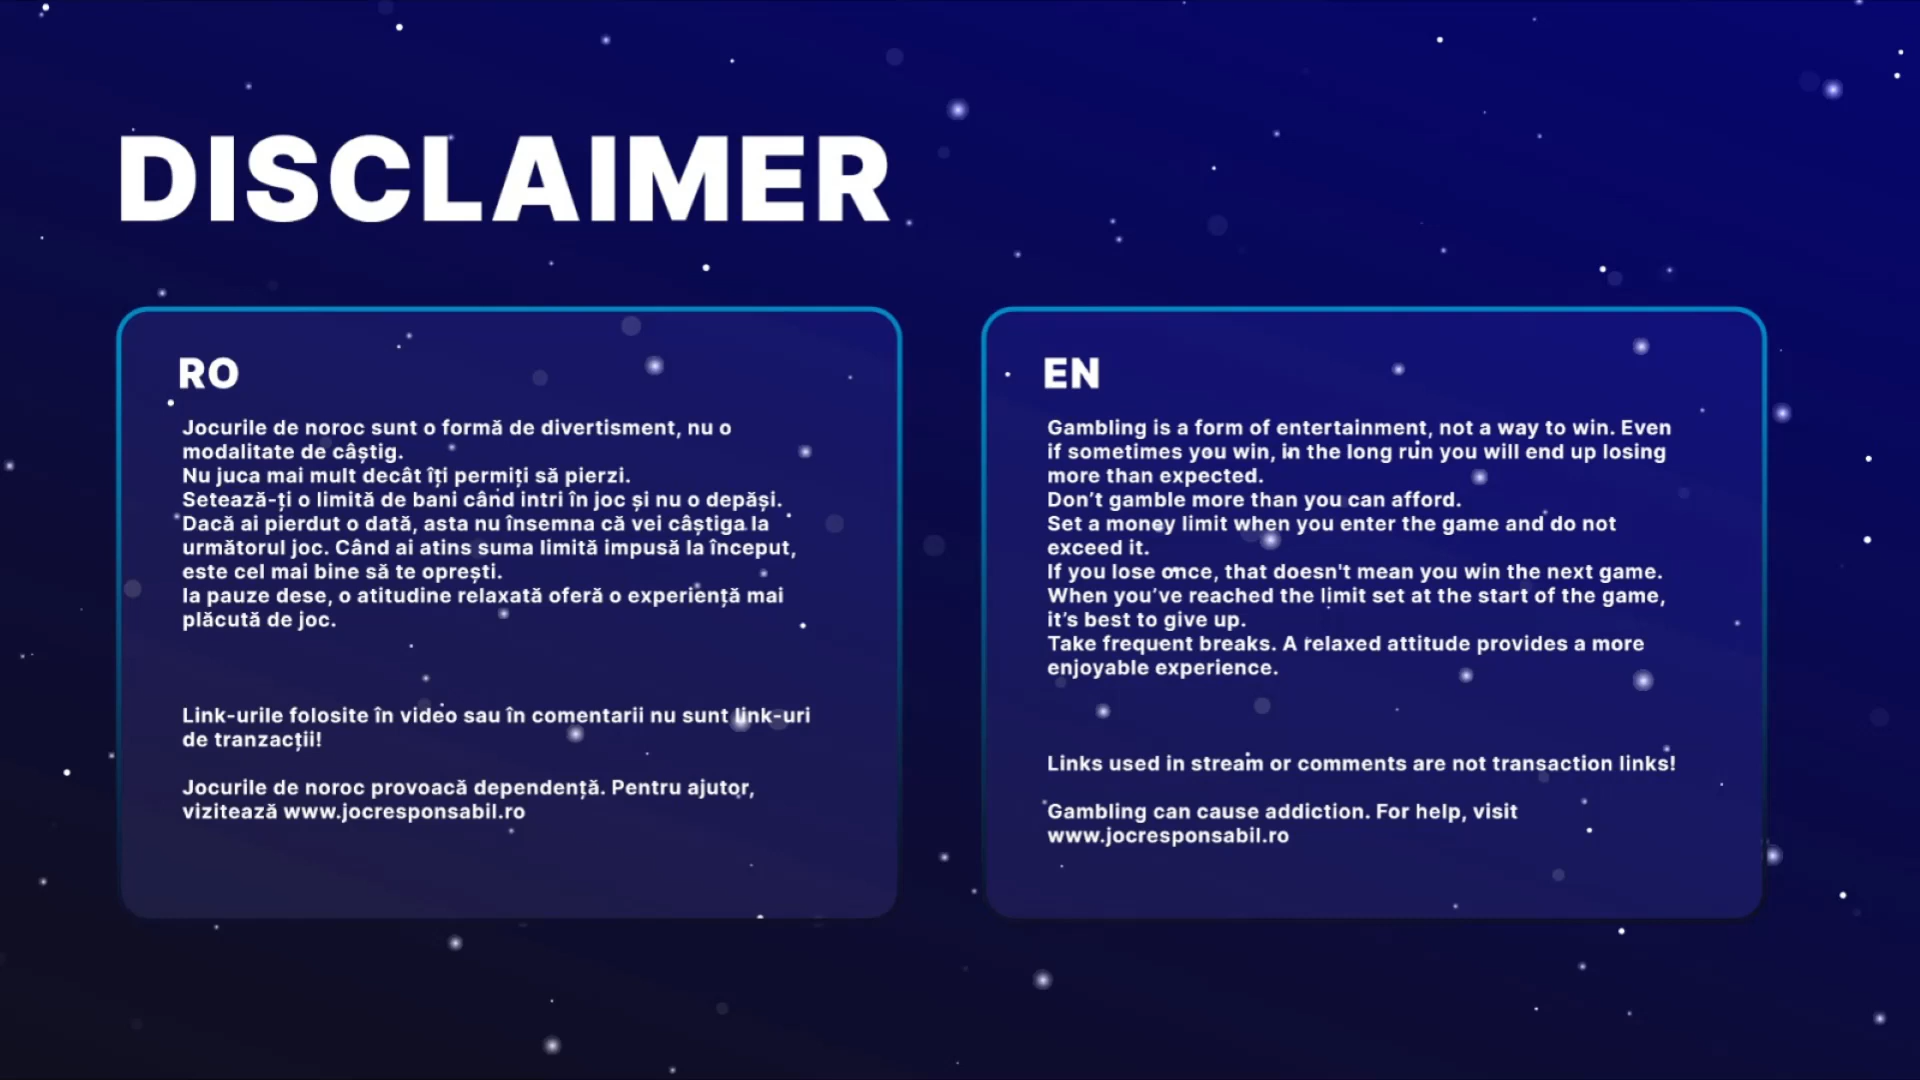 DISCLAIMER
RO
Jocurile de noroc sunt o formă de divertisment, nu o
modalitate de câștig.
Nu juca mai mult decât îți permiți să pierzi.
Setează-ți o limită de bani când intri în joc și nu o depăși.
Dacă ai pierdut o dată, asta nu însemna că vei câștiga la
următorul joc. Când ai atins suma limită impusă la început,
este cel mai bine să te oprești.
Ia pauze dese, o atitudine relaxată oferă o experiență mai
plăcută de joc.
Link-urile folosite în video sau în comentarii nu sunt link-uri
de tranzacții!
Jocurile de noroc provoacă dependență. Pentru ajutor,
vizitează www.jocresponsabil.ro
EN
Gambling is a form of entertainment, not a way to win. Even
if sometimes you win, in the long run you will end up losing
more than expected.
Don’t gamble more than you can afford.
Set a money limit when you enter the game and do not
exceed it.
If you lose once, that doesn't mean you win the next game.
When you’ve reached the limit set at the start of the game,
it’s best to give up.
Take frequent breaks. A relaxed attitude provides a more
enjoyable experience.
Links used in stream or comments are not transaction links!
Gambling can cause addiction. For help, visit
www.jocresponsabil.ro